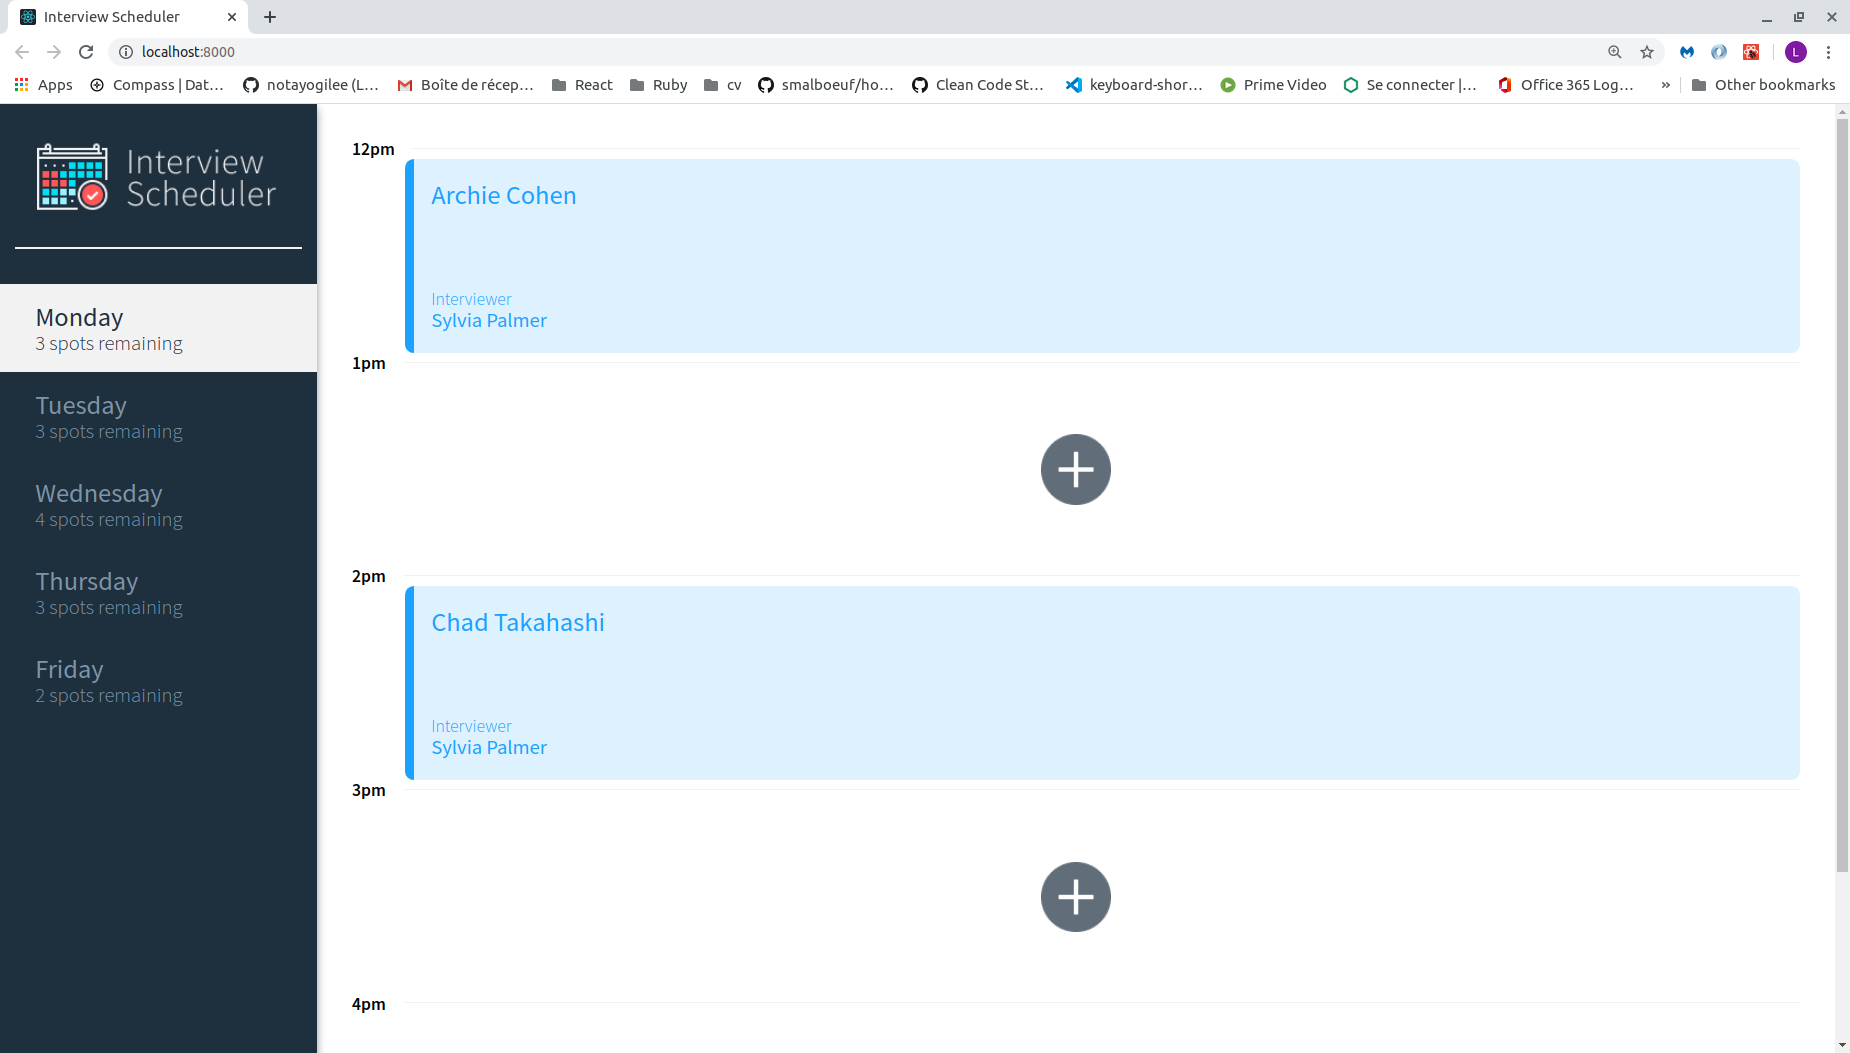 Interview Scheduler
localhost:8000
L
Apps
Compass | Dat...
notayogilee (L...
Boîte de récep...
React
Ruby
cv
smalboeuf/ho...
Clean Code St...
keyboard-shor...
Prime Video
Se connecter |...
Office 365 Log...
»
Other bookmarks
Interview
Scheduler
Monday
3 spots remaining
Tuesday
3 spots remaining
Wednesday
4 spots remaining
Thursday
3 spots remaining
Friday
2 spots remaining
12pm
Archie Cohen
Interviewer
Sylvia Palmer
1pm
2pm
Chad Takahashi
Interviewer
Sylvia Palmer
3pm
4pm